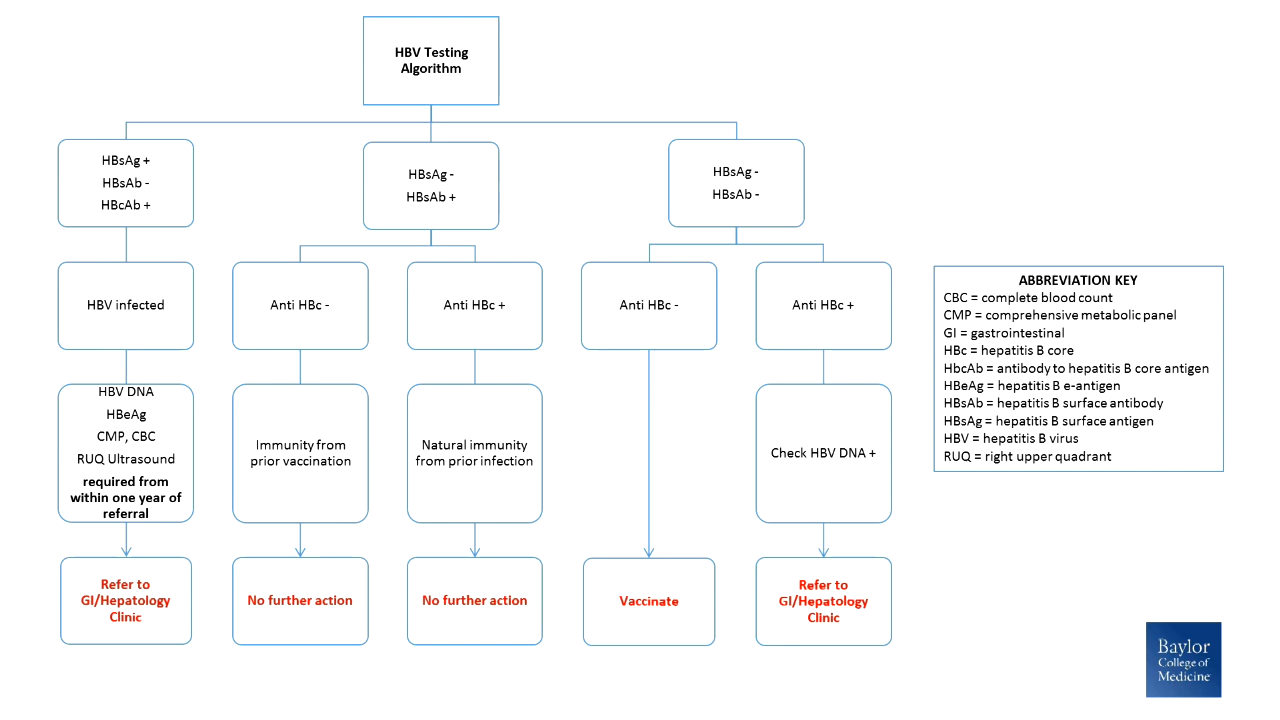 HBV Testing
Algorithm
HBsAg +
HBsAb -
HBcAb +
HBsAg -
HBsAb +
HBsAg -
HBsAb -
HBV infected
Anti HBc -
Anti HBc +
Anti HBc -
Anti HBc +
HBV DNA
HBeAg
CMP, CBC
RUQ Ultrasound
required from
within one year of
referral
Immunity from
prior vaccination
Natural immunity
from prior infection
Check HBV DNA +
Refer to
GI/Hepatology
Clinic
No further action
No further action
Vaccinate
Refer to
GI/Hepatology
Clinic
ABBREVIATION KEY
CBC = complete blood count
CMP = comprehensive metabolic panel
GI = gastrointestinal
HBc = hepatitis B core
HbcAb = antibody to hepatitis B core antigen
HBeAg = hepatitis B e-antigen
HBsAb = hepatitis B surface antibody
HBsAg = hepatitis B surface antigen
HBV = hepatitis B virus
RUQ = right upper quadrant
Baylor
College of
Medicine